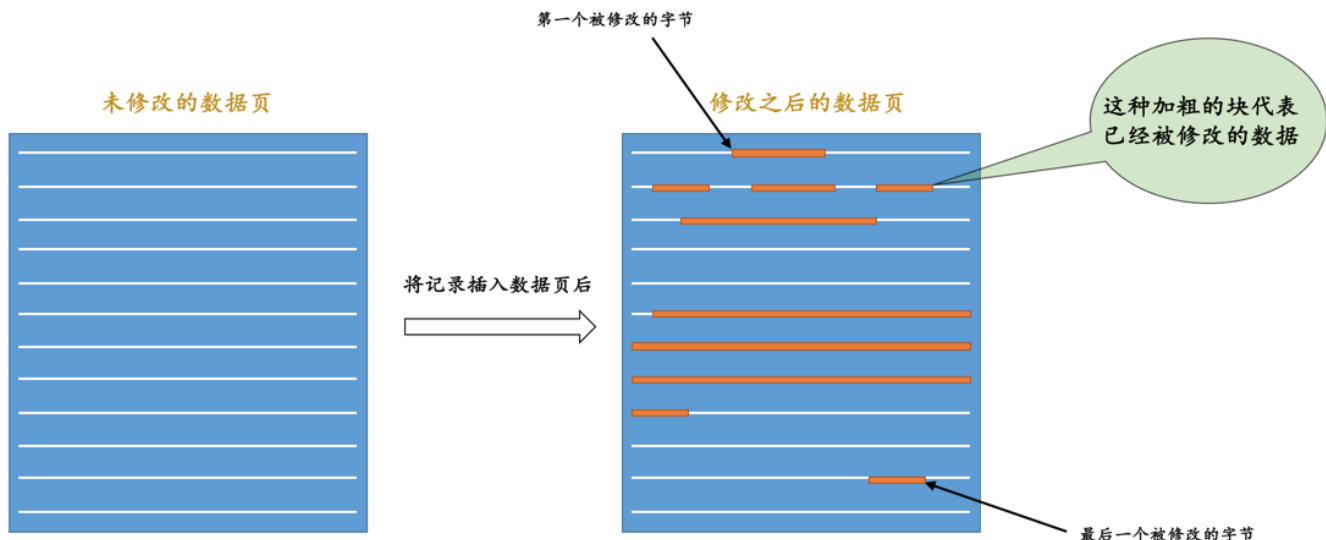 第一个被修改的字节
未修改的数据页
修改之后的数据页
这种加粗的块代表
已经被修改的数据
将记录插入数据页后
最后一个被修改的字节